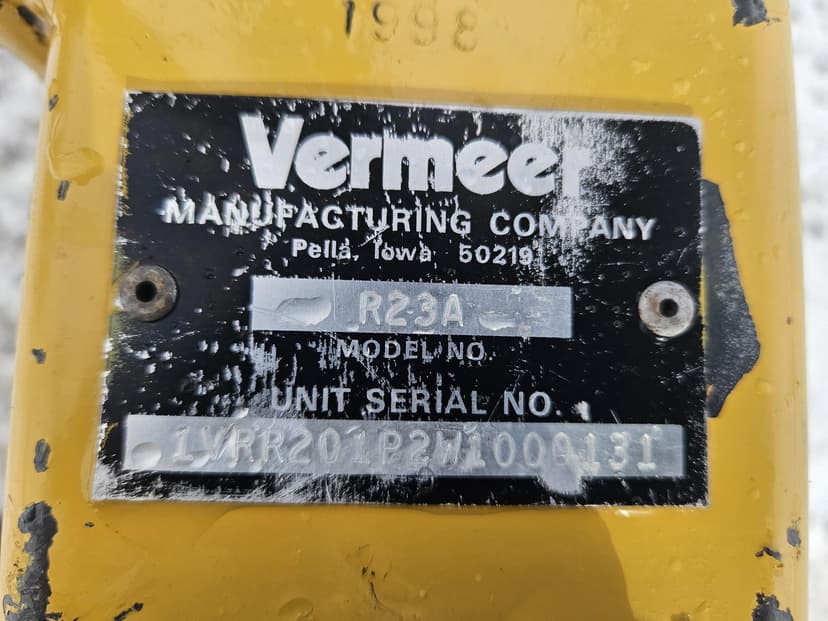 1998
Vermeer
MANUFACTURING COMPANY
Pella, Iowa 50219
R23A
MODEL NO.
UNIT SERIAL NO.
1VRR201P2W1000131